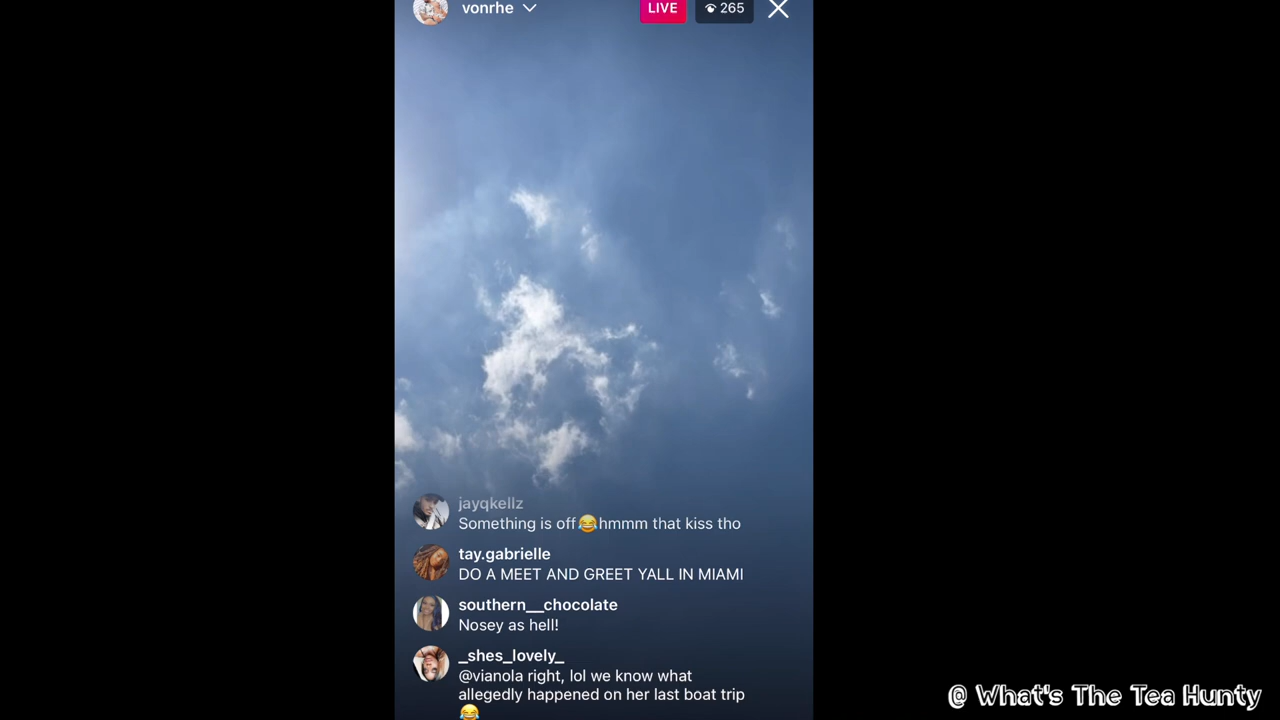 vonrhe
LIVE
265
jayqkellz
Something is off😂hmmm that kiss tho
tay.gabrielle
DO A MEET AND GREET YALL IN MIAMI
southern__chocolate
Nosey as hell!
_shes_lovely_
@vianola right, lol we know what
allegedly happened on her last boat trip
😂
@ What's The Tea Hunty